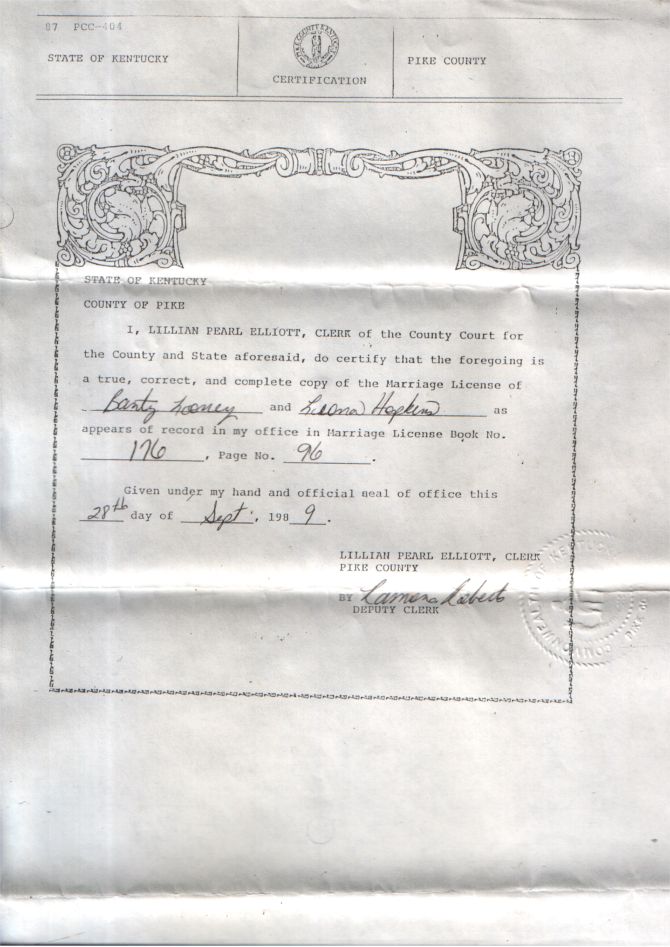 87 PCC-404
STATE OF KENTUCKY
CERTIFICATION
PIKE COUNTY
STATE OF KENTUCKY
COUNTY OF PIKE
I, LILLIAN PEARL ELLIOTT, CLERK of the County Court for
the County and State aforesaid, do certify that the foregoing is
a true, correct, and complete copy of the Marriage License of
Banty Looney and Leona Hopkins as
appears of record in my office in Marriage License Book No.
176, Page No. 96.
Given under my hand and official seal of office this
28th day of Sept., 1989.
LILLIAN PEARL ELLIOTT, CLERK
PIKE COUNTY
BY
DEPUTY CLERK